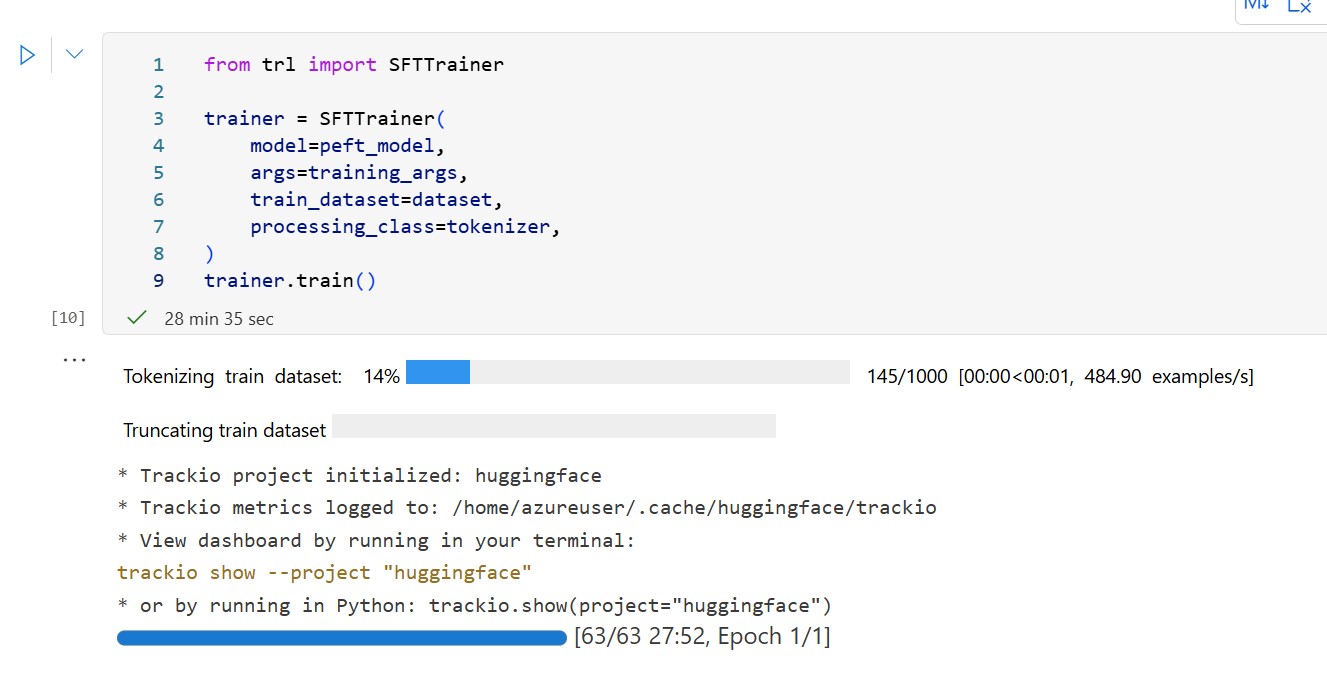 M↓
1 from trl import SFTTrainer
2
3 trainer = SFTTrainer(
4     model=peft_model,
5     args=training_args,
6     train_dataset=dataset,
7     processing_class=tokenizer,
8 )
9 trainer.train()
[10] 28 min 35 sec
...
Tokenizing train dataset: 14% 145/1000 [00:00<00:01, 484.90 examples/s]
Truncating train dataset
* Trackio project initialized: huggingface
* Trackio metrics logged to: /home/azureuser/.cache/huggingface/trackio
* View dashboard by running in your terminal:
trackio show --project "huggingface"
* or by running in Python: trackio.show(project="huggingface")
[63/63 27:52, Epoch 1/1]